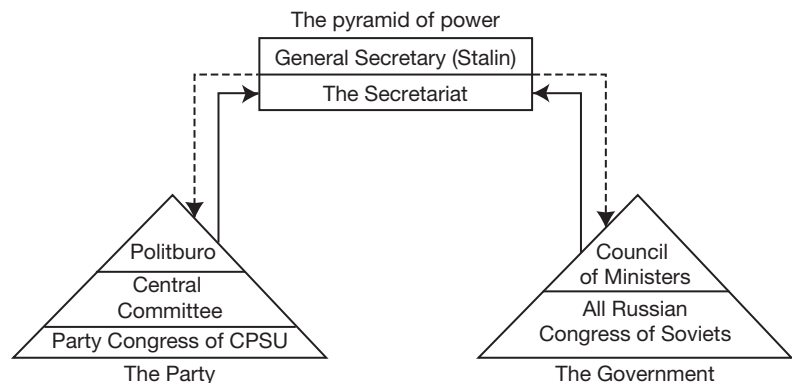 The pyramid of power
General Secretary (Stalin)
The Secretariat
Politburo
Central
Committee
Party Congress of CPSU
The Party
Council
of Ministers
All Russian
Congress of Soviets
The Government